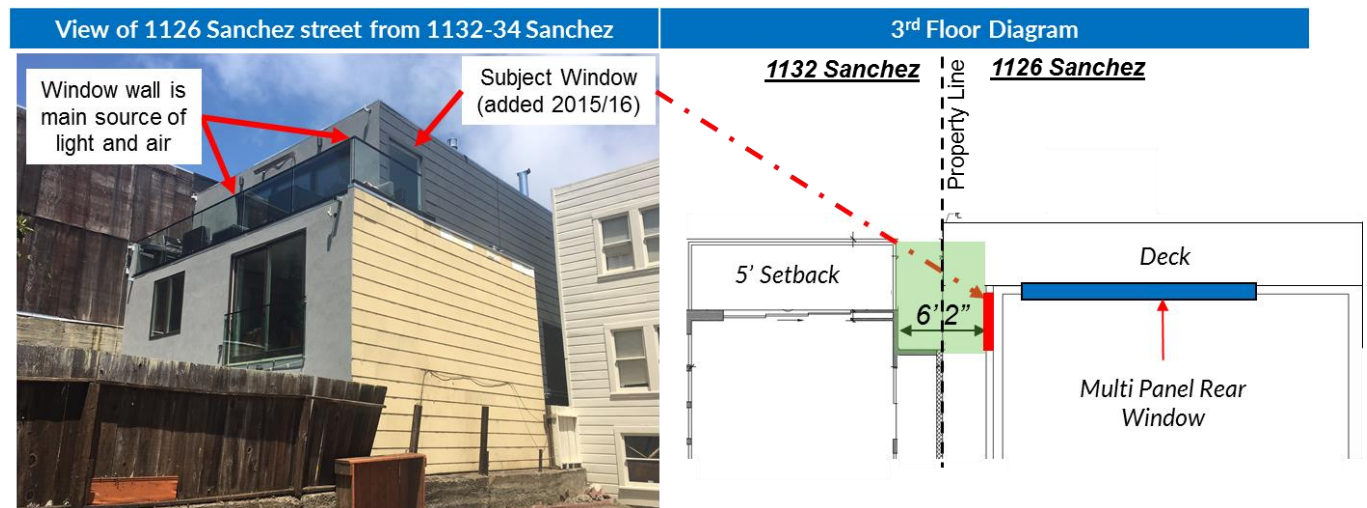 View of 1126 Sanchez street from 1132-34 Sanchez
3rd Floor Diagram
Window wall is
main source of
light and air
Subject Window
(added 2015/16)
1132 Sanchez
1126 Sanchez
Property Line
5’ Setback
6’ 2”
Deck
Multi Panel Rear
Window